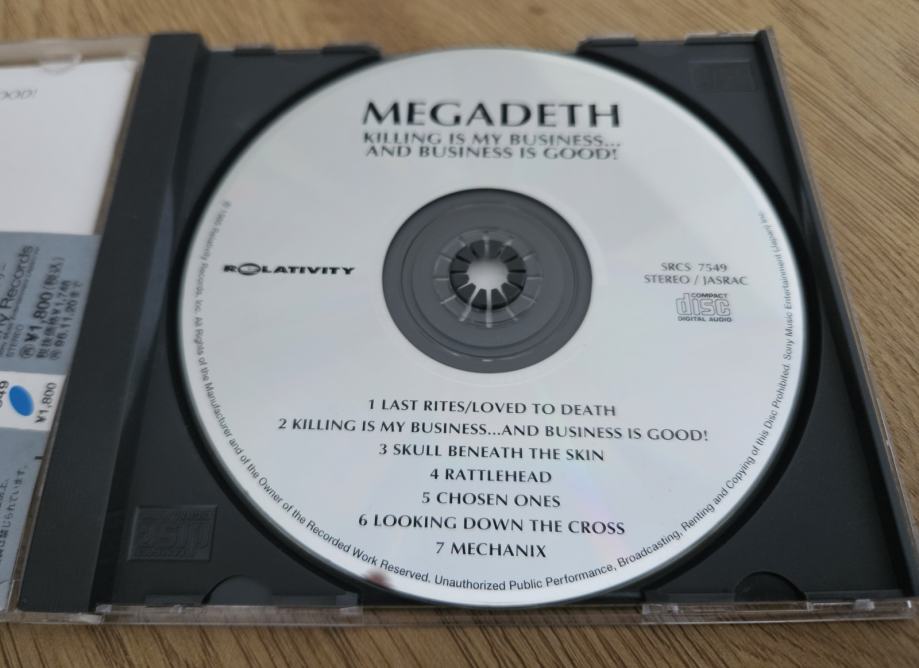 OOD!
Records
¥1,800(税込)
¥1,800
MEGADETH
KILLING IS MY BUSINESS...
AND BUSINESS IS GOOD!
RELATIVITY
SRCS 7549
STEREO / JASRAC
COMPACT
disc
DIGITAL AUDIO
1 LAST RITES/LOVED TO DEATH
2 KILLING IS MY BUSINESS...AND BUSINESS IS GOOD!
3 SKULL BENEATH THE SKIN
4 RATTLEHEAD
5 CHOSEN ONES
6 LOOKING DOWN THE CROSS
7 MECHANIX
Relativity Records, Inc. All Rights of the Manufacturer and of the Owner of the Recorded Work Reserved. Unauthorized Public Performance, Broadcasting, Renting and Copying of this Disc Prohibited. Sony Music Entertainment (Japan) Inc.